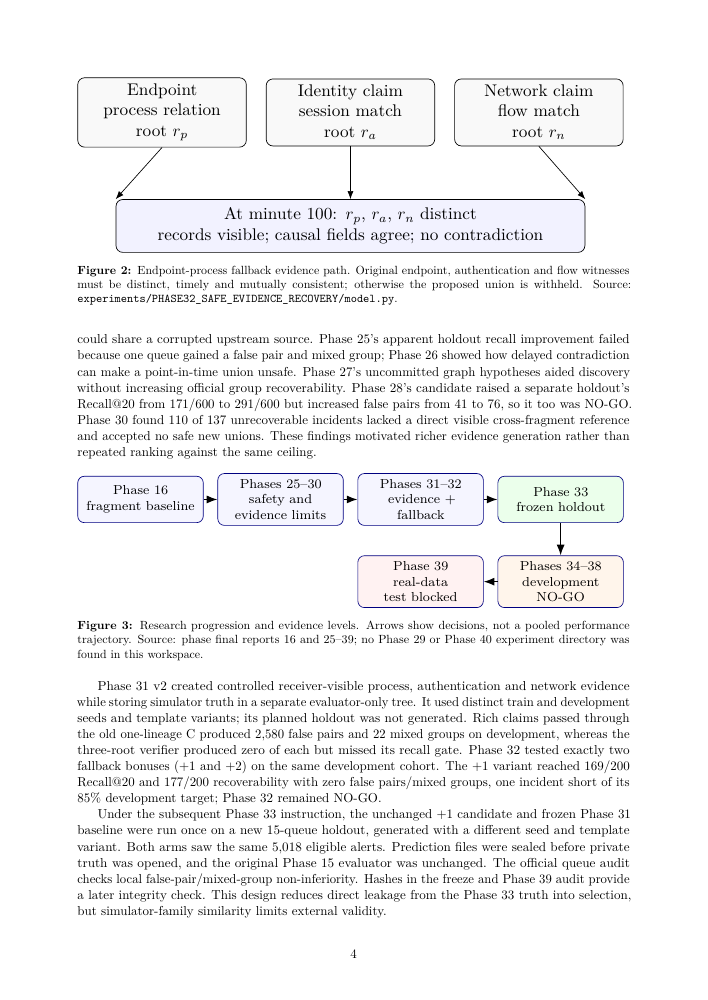 Endpoint
process relation
root r_p
Identity claim
session match
root r_a
Network claim
flow match
root r_n
At minute 100: r_p, r_a, r_n distinct
records visible; causal fields agree; no contradiction
Figure 2: Endpoint-process fallback evidence path. Original endpoint, authentication and flow witnesses
must be distinct, timely and mutually consistent; otherwise the proposed union is withheld. Source:
experiments/PHASE32_SAFE_EVIDENCE_RECOVERY/model.py.
could share a corrupted upstream source. Phase 25's apparent holdout recall improvement failed
because one queue gained a false pair and mixed group; Phase 26 showed how delayed contradiction
can make a point-in-time union unsafe. Phase 27's uncommitted graph hypotheses aided discovery
without increasing official group recoverability. Phase 28's candidate raised a separate holdout's
Recall@20 from 171/600 to 291/600 but increased false pairs from 41 to 76, so it too was NO-GO.
Phase 30 found 110 of 137 unrecoverable incidents lacked a direct visible cross-fragment reference
and accepted no safe new unions. These findings motivated richer evidence generation rather than
repeated ranking against the same ceiling.
Phase 16
fragment baseline
Phases 25–30
safety and
evidence limits
Phases 31–32
evidence +
fallback
Phase 33
frozen holdout
Phase 39
real-data
test blocked
Phases 34–38
development
NO-GO
Figure 3: Research progression and evidence levels. Arrows show decisions, not a pooled performance
trajectory. Source: phase final reports 16 and 25–39; no Phase 29 or Phase 40 experiment directory was
found in this workspace.
Phase 31 v2 created controlled receiver-visible process, authentication and network evidence
while storing simulator truth in a separate evaluator-only tree. It used distinct train and development
seeds and template variants; its planned holdout was not generated. Rich claims passed through
the old one-lineage C produced 2,580 false pairs and 22 mixed groups on development, whereas the
three-root verifier produced zero of each but missed its recall gate. Phase 32 tested exactly two
fallback bonuses (+1 and +2) on the same development cohort. The +1 variant reached 169/200
Recall@20 and 177/200 recoverability with zero false pairs/mixed groups, one incident short of its
85% development target; Phase 32 remained NO-GO.
Under the subsequent Phase 33 instruction, the unchanged +1 candidate and frozen Phase 31
baseline were run once on a new 15-queue holdout, generated with a different seed and template
variant. Both arms saw the same 5,018 eligible alerts. Prediction files were sealed before private
truth was opened, and the original Phase 15 evaluator was unchanged. The official queue audit
checks local false-pair/mixed-group non-inferiority. Hashes in the freeze and Phase 39 audit provide
a later integrity check. This design reduces direct leakage from the Phase 33 truth into selection,
but simulator-family similarity limits external validity.
4